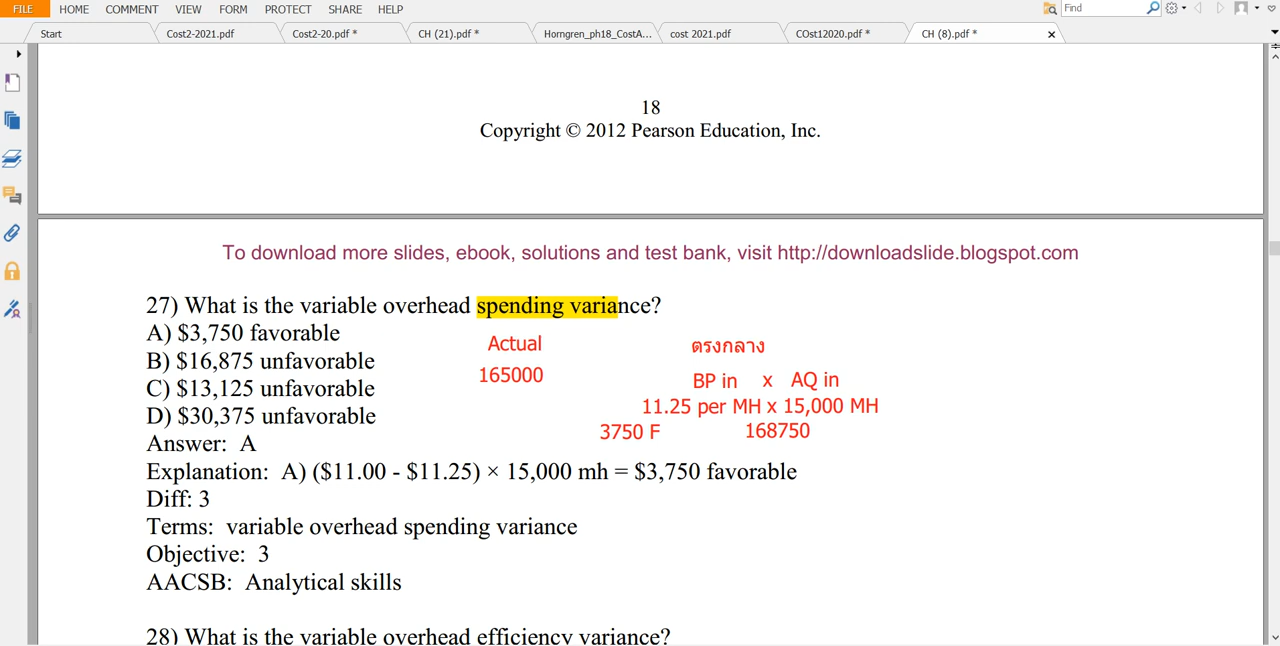 FILE HOME COMMENT VIEW FORM PROTECT SHARE HELP Find
Start Cost2-2021.pdf Cost2-20.pdf * CH (21).pdf * Horngren_ph18_CostA... cost 2021.pdf COst12020.pdf * CH (8).pdf *
18
Copyright © 2012 Pearson Education, Inc.
To download more slides, ebook, solutions and test bank, visit http://downloadslide.blogspot.com
27) What is the variable overhead spending variance?
A) $3,750 favorable
Actual ตรงกลาง
B) $16,875 unfavorable
165000 BP in x AQ in
C) $13,125 unfavorable
11.25 per MH x 15,000 MH
D) $30,375 unfavorable
3750 F 168750
Answer: A
Explanation: A) ($11.00 - $11.25) × 15,000 mh = $3,750 favorable
Diff: 3
Terms: variable overhead spending variance
Objective: 3
AACSB: Analytical skills
28) What is the variable overhead efficiency variance?